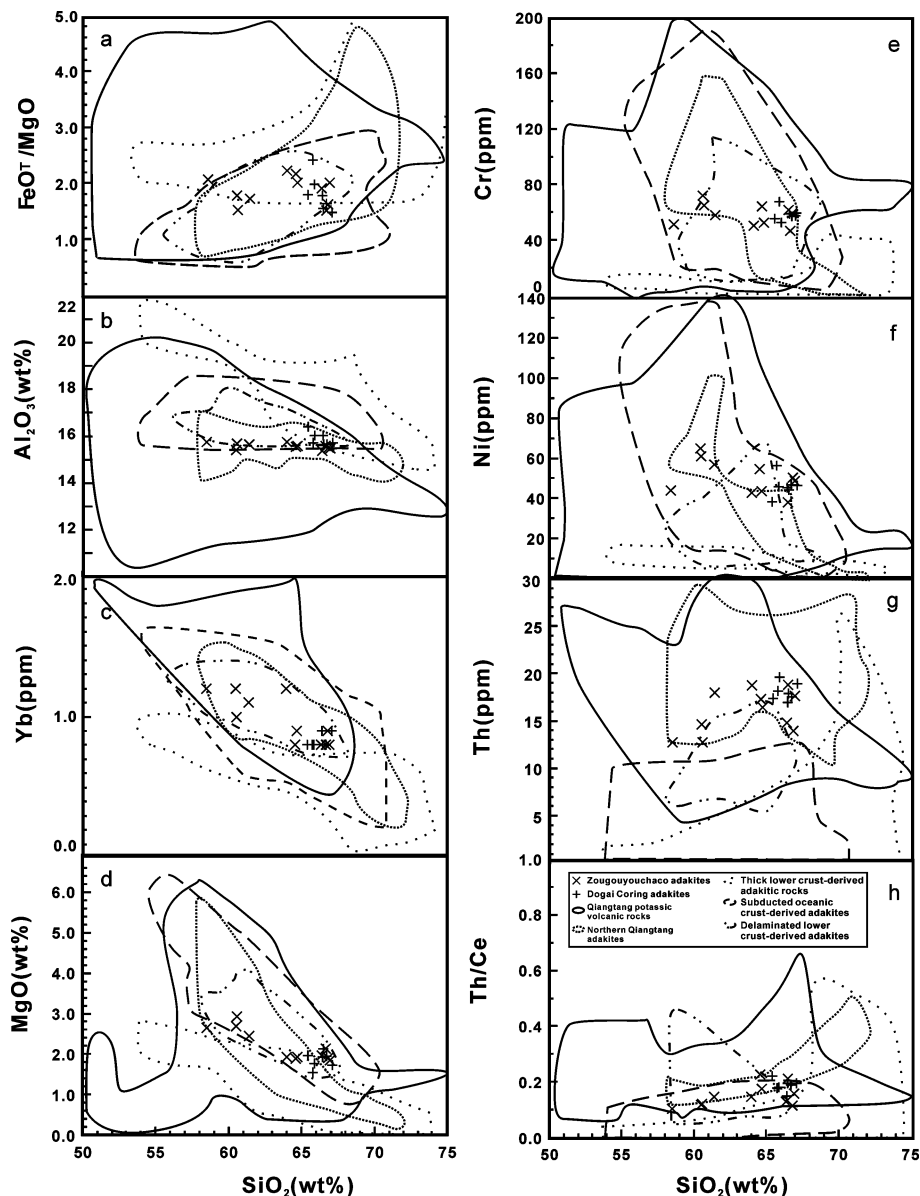 a
5.0
4.0
3.0
2.0
1.0
FeOᵀ/MgO
b
22
20
18
16
14
12
10
Al₂O₃(wt%)
c
2.0
1.0
0.0
Yb(ppm)
d
6.0
5.0
4.0
3.0
2.0
1.0
0.0
MgO(wt%)
50 55 60 65 70 75
SiO₂(wt%)
e
200
160
120
80
40
0
Cr(ppm)
f
140
120
100
80
60
40
20
Ni(ppm)
g
30
25
20
15
10
5
1.0
Th(ppm)
h
0.8
0.6
0.4
0.2
0.0
Th/Ce
Zougouyouchaco adakites
Dogai Coring adakites
Qiangtang potassic
volcanic rocks
Northern Qiangtang
adakites
Thick lower crust-derived
adakitic rocks
Subducted oceanic
crust-derived adakites
Delaminated lower
crust-derived adakites
50 55 60 65 70 75
SiO₂(wt%)